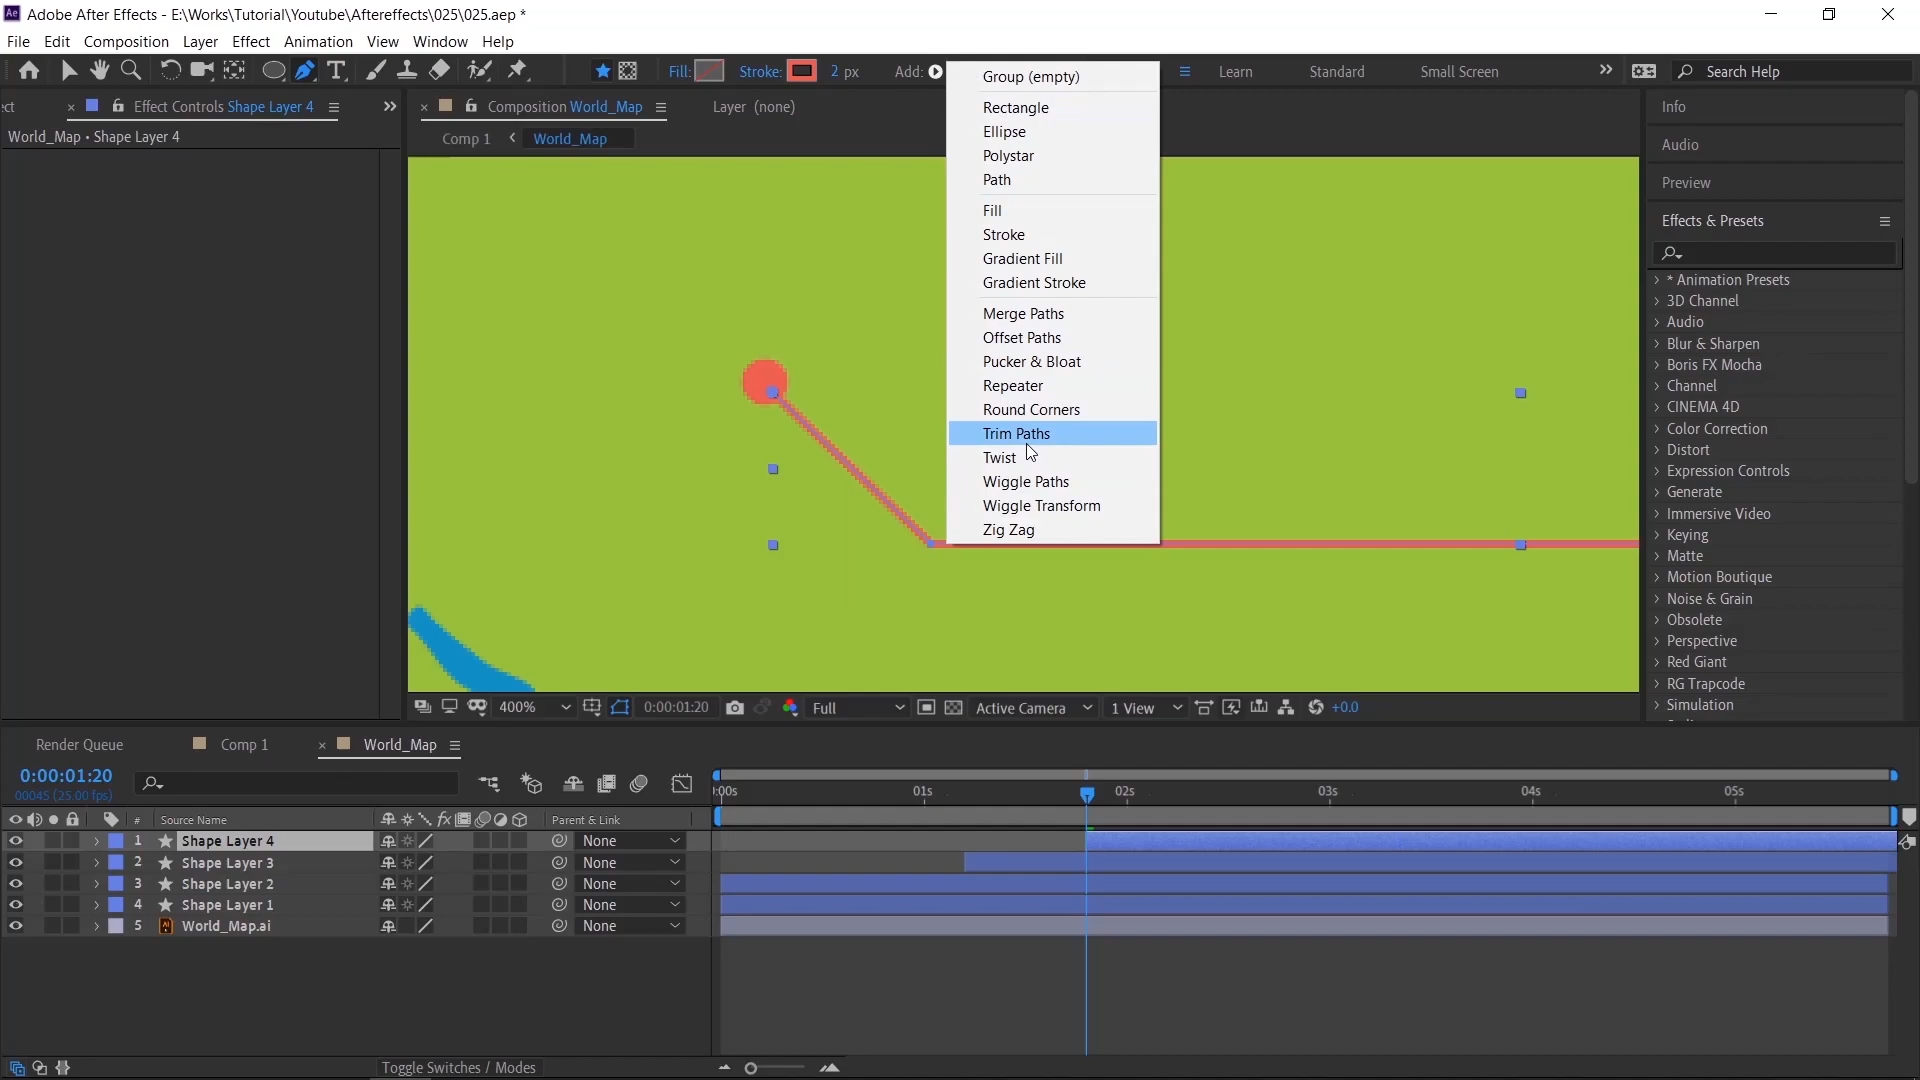 Ae Adobe After Effects - E:\Works\Tutorial\Youtube\Aftereffects\025\025.aep *
File Edit Composition Layer Effect Animation View Window Help
Fill: Stroke: 2 px Add: Learn Standard Small Screen Search Help
ect Effect Controls Shape Layer 4 Composition World_Map Layer (none)
World_Map • Shape Layer 4
Comp 1 World_Map
Group (empty)
Rectangle
Ellipse
Polystar
Path
Fill
Stroke
Gradient Fill
Gradient Stroke
Merge Paths
Offset Paths
Pucker & Bloat
Repeater
Round Corners
Trim Paths
Twist
Wiggle Paths
Wiggle Transform
Zig Zag
Info
Audio
Preview
Effects & Presets
* Animation Presets
3D Channel
Audio
Blur & Sharpen
Boris FX Mocha
Channel
CINEMA 4D
Color Correction
Distort
Expression Controls
Generate
Immersive Video
Keying
Matte
Motion Boutique
Noise & Grain
Obsolete
Perspective
Red Giant
RG Trapcode
Simulation
400% 0:00:01:20 Full Active Camera 1 View +0.0
Render Queue Comp 1 World_Map
0:00:01:20
00045 (25.00 fps)
:00s 01s 02s 03s 04s 05s
# Source Name fx Parent & Link
1 Shape Layer 4 None
2 Shape Layer 3 None
3 Shape Layer 2 None
4 Shape Layer 1 None
5 World_Map.ai None
Toggle Switches / Modes